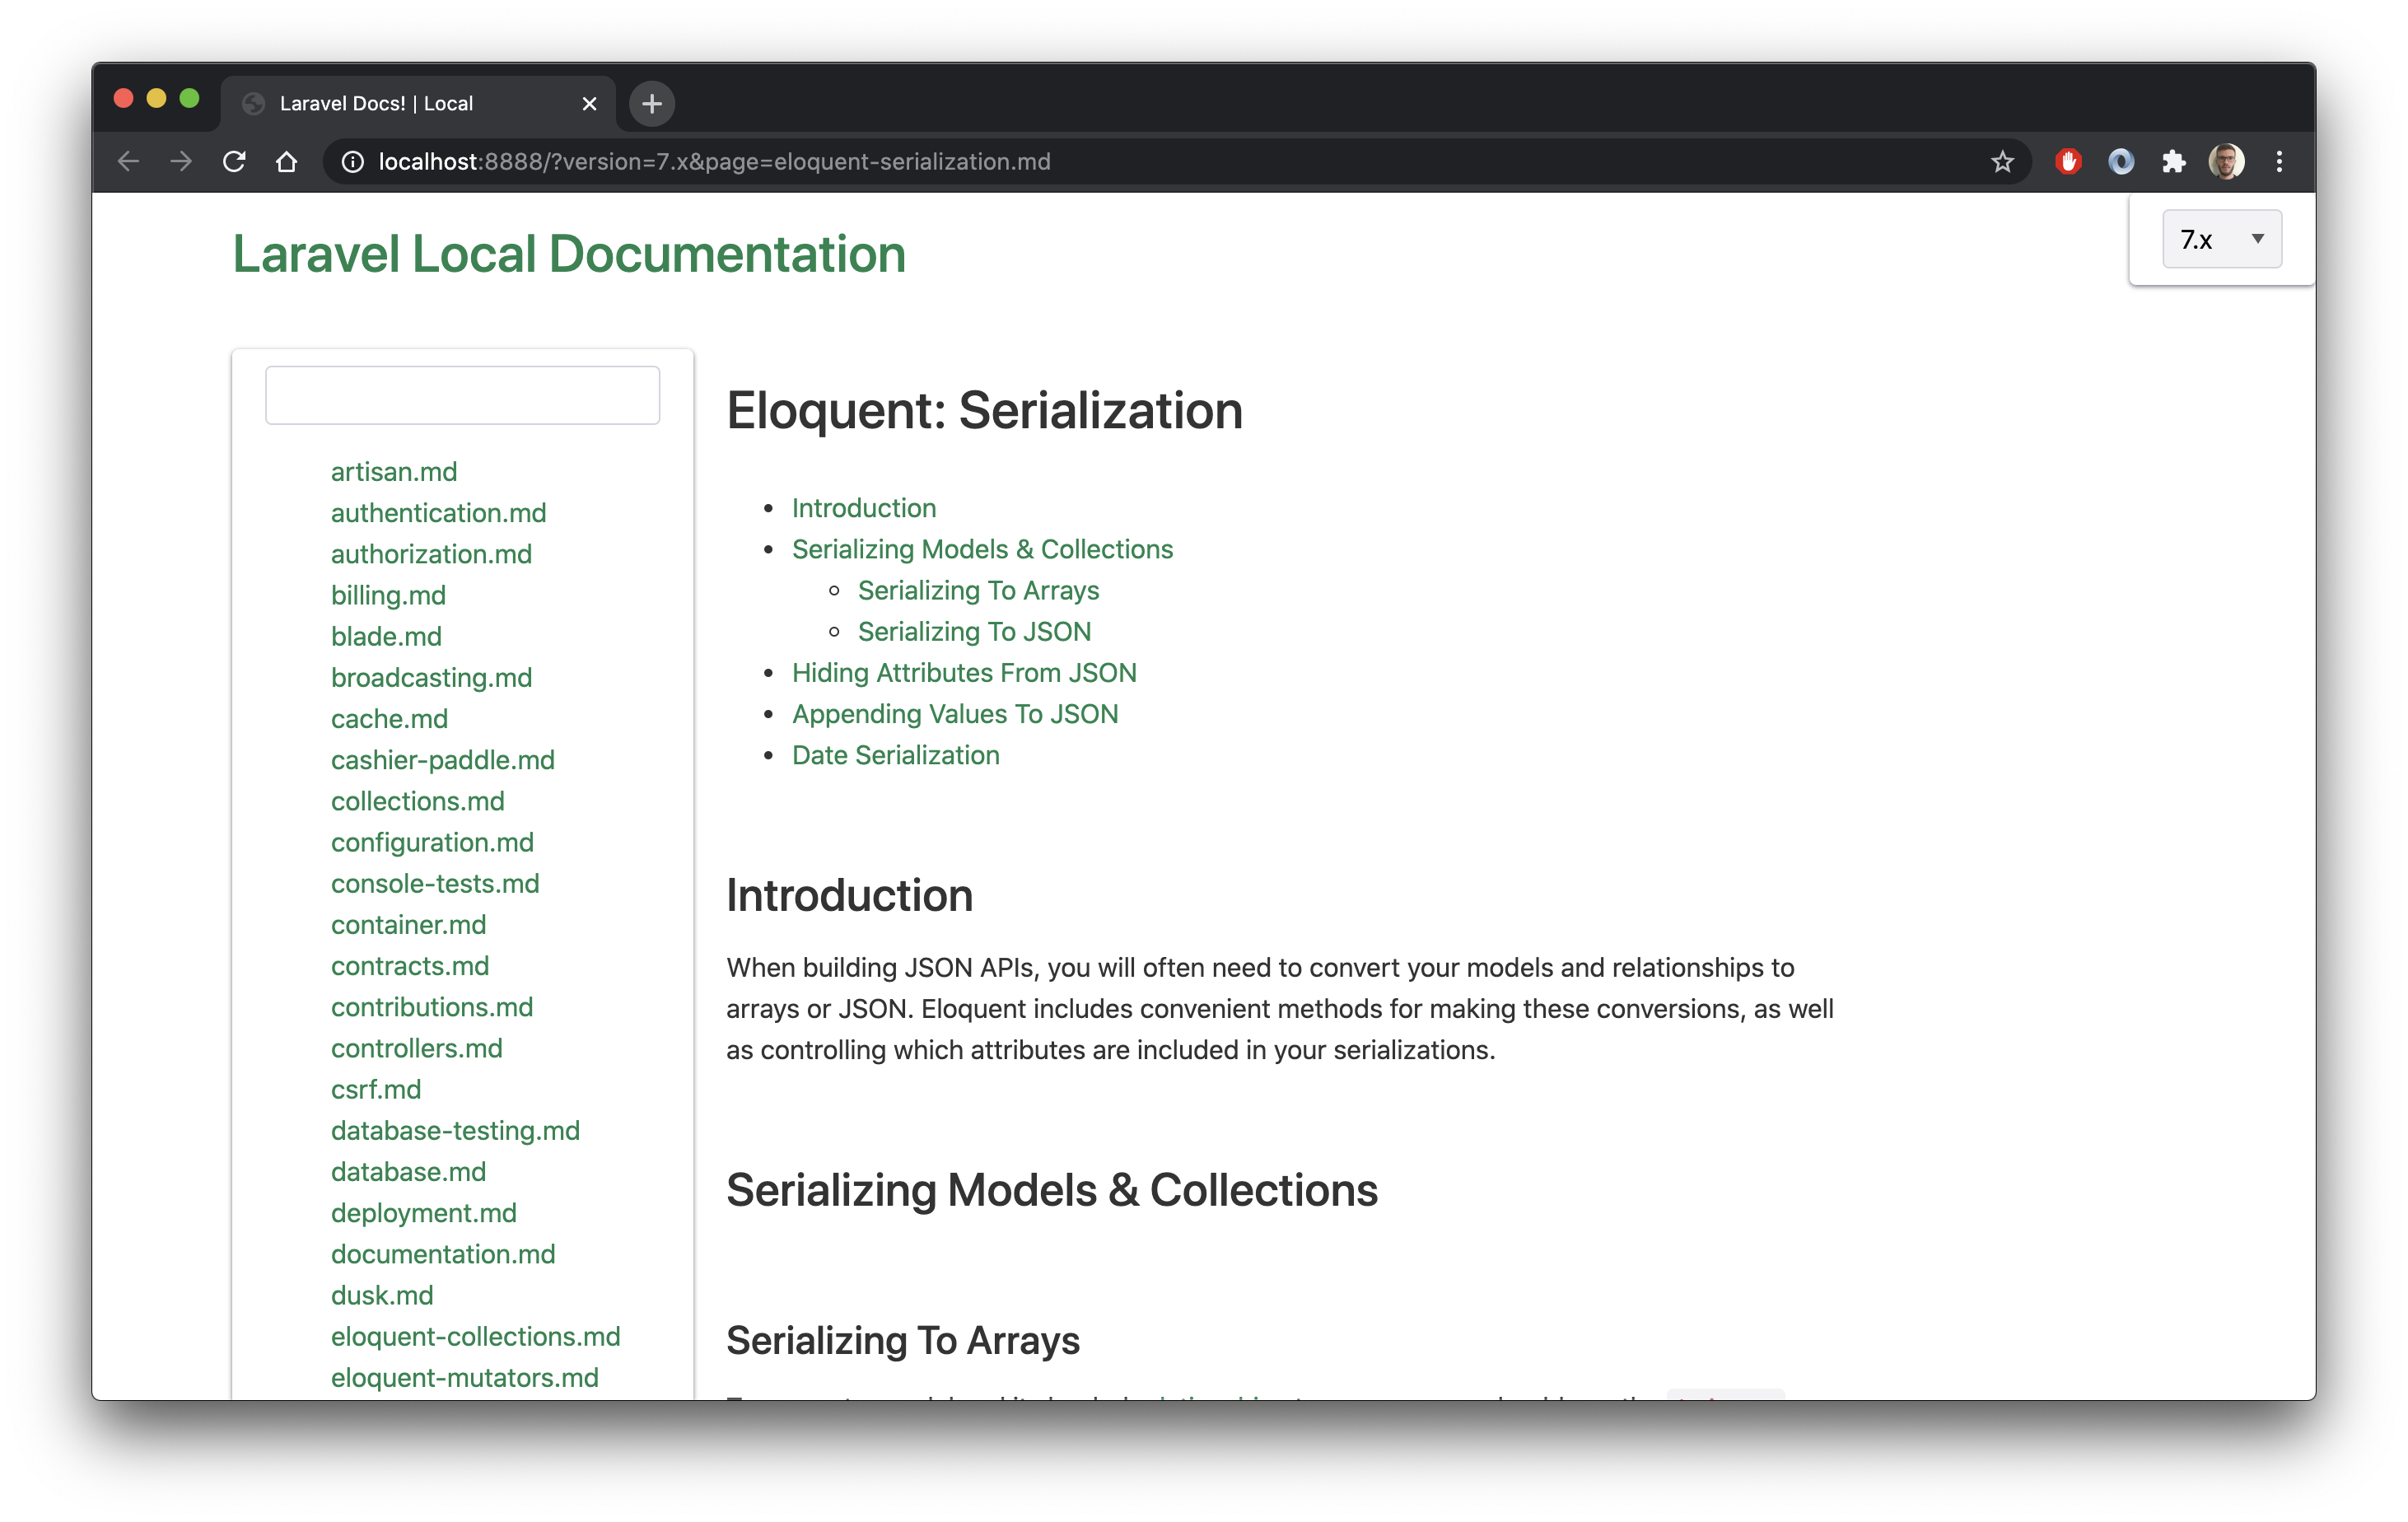 Laravel Docs! | Local
localhost:8888/?version=7.x&page=eloquent-serialization.md
Laravel Local Documentation
7.x
artisan.md
authentication.md
authorization.md
billing.md
blade.md
broadcasting.md
cache.md
cashier-paddle.md
collections.md
configuration.md
console-tests.md
container.md
contracts.md
contributions.md
controllers.md
csrf.md
database-testing.md
database.md
deployment.md
documentation.md
dusk.md
eloquent-collections.md
eloquent-mutators.md
Eloquent: Serialization
Introduction
Serializing Models & Collections
Serializing To Arrays
Serializing To JSON
Hiding Attributes From JSON
Appending Values To JSON
Date Serialization
Introduction
When building JSON APIs, you will often need to convert your models and relationships to
arrays or JSON. Eloquent includes convenient methods for making these conversions, as well
as controlling which attributes are included in your serializations.
Serializing Models & Collections
Serializing To Arrays